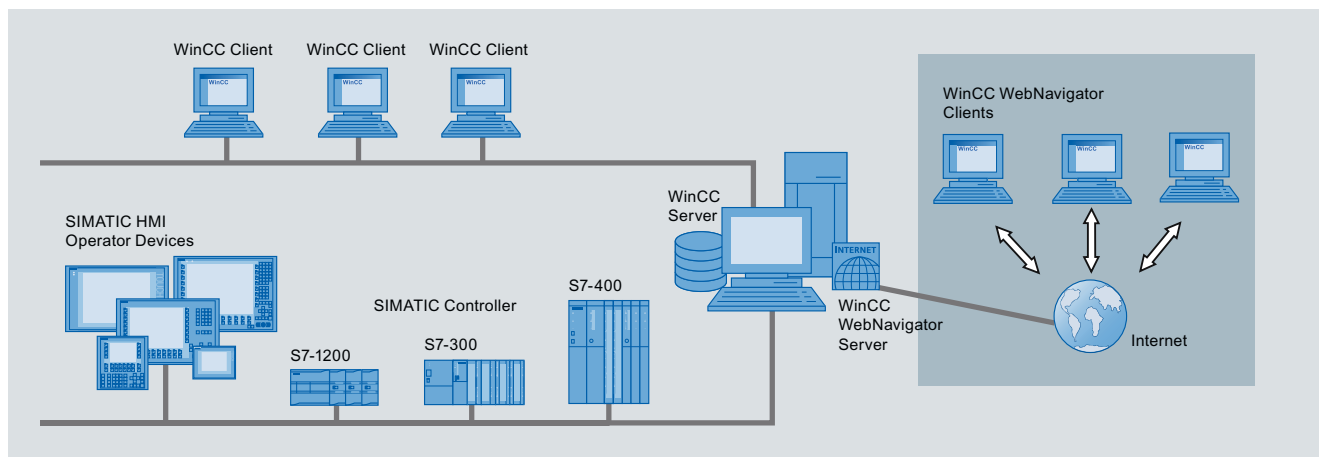 WinCC Client
WinCC Client
WinCC Client
WinCC
WinCC
WinCC
WinCC WebNavigator
Clients
WinCC
WinCC
WinCC
WinCC
Server
SIMATIC HMI
Operator Devices
INTERNET
S7-400
SIMATIC Controller
WinCC
WebNavigator
Server
Internet
S7-1200
S7-300